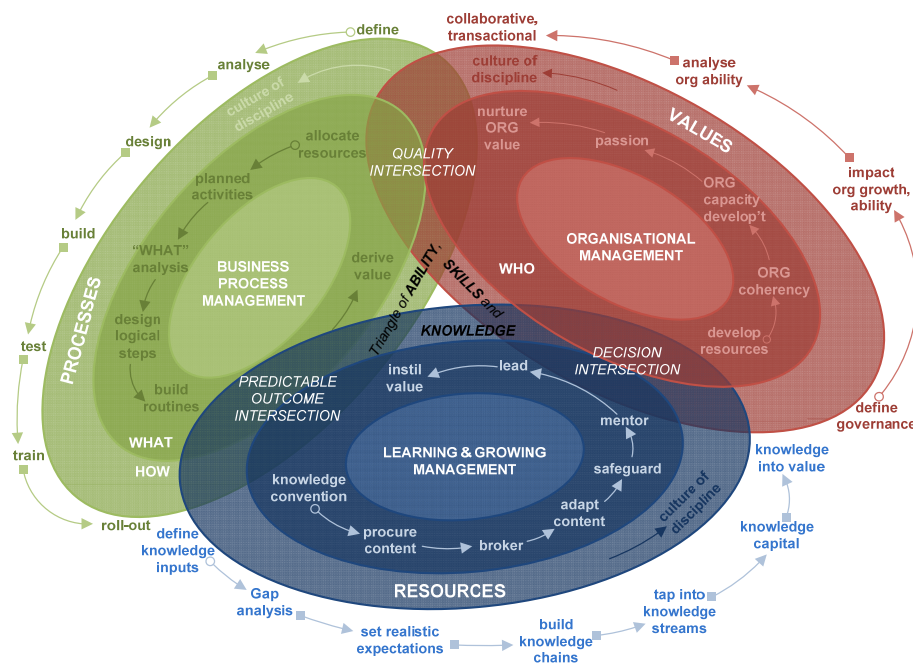 define
analyse
design
build
test
train
roll-out
PROCESSES
culture of
discipline
allocate
resources
planned
activities
“WHAT”
analysis
design
logical
steps
build
routines
derive
value
BUSINESS
PROCESS
MANAGEMENT
WHAT
HOW
QUALITY
INTERSECTION
collaborative,
transactional
analyse
org ability
impact
org growth,
ability
define
governance
VALUES
culture of
discipline
nurture
ORG
value
passion
ORG
capacity
develop't
ORG
coherency
develop
resources
ORGANISATIONAL
MANAGEMENT
WHO
Triangle of ABILITY,
SKILLS and
KNOWLEDGE
PREDICTABLE
OUTCOME
INTERSECTION
DECISION
INTERSECTION
instil
value
lead
mentor
safeguard
adapt
content
broker
procure
content
knowledge
convention
LEARNING & GROWING
MANAGEMENT
culture of
discipline
RESOURCES
define
knowledge
inputs
Gap
analysis
set realistic
expectations
build
knowledge
chains
tap into
knowledge
streams
knowledge
capital
knowledge
into value